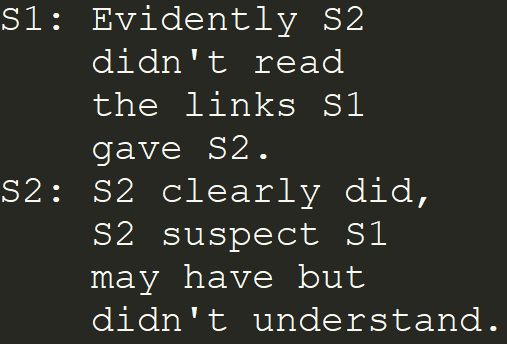 S1: Evidently S2
didn't read
the links S1
gave S2.
S2: S2 clearly did,
S2 suspect S1
may have but
didn't understand.